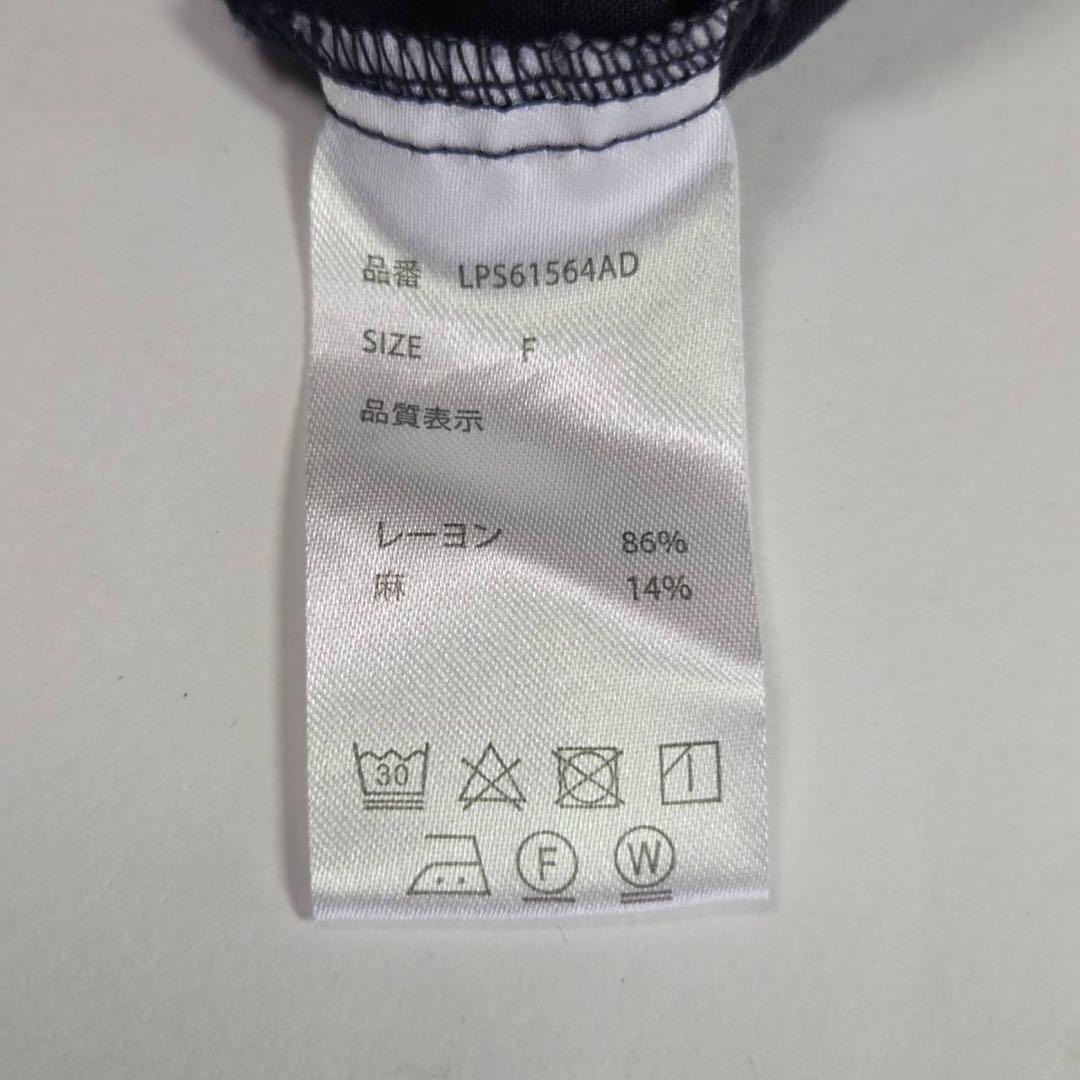 品番 LPS61564AD
SIZE F
品質表示
レーヨン 86%
麻 14%
30
F W